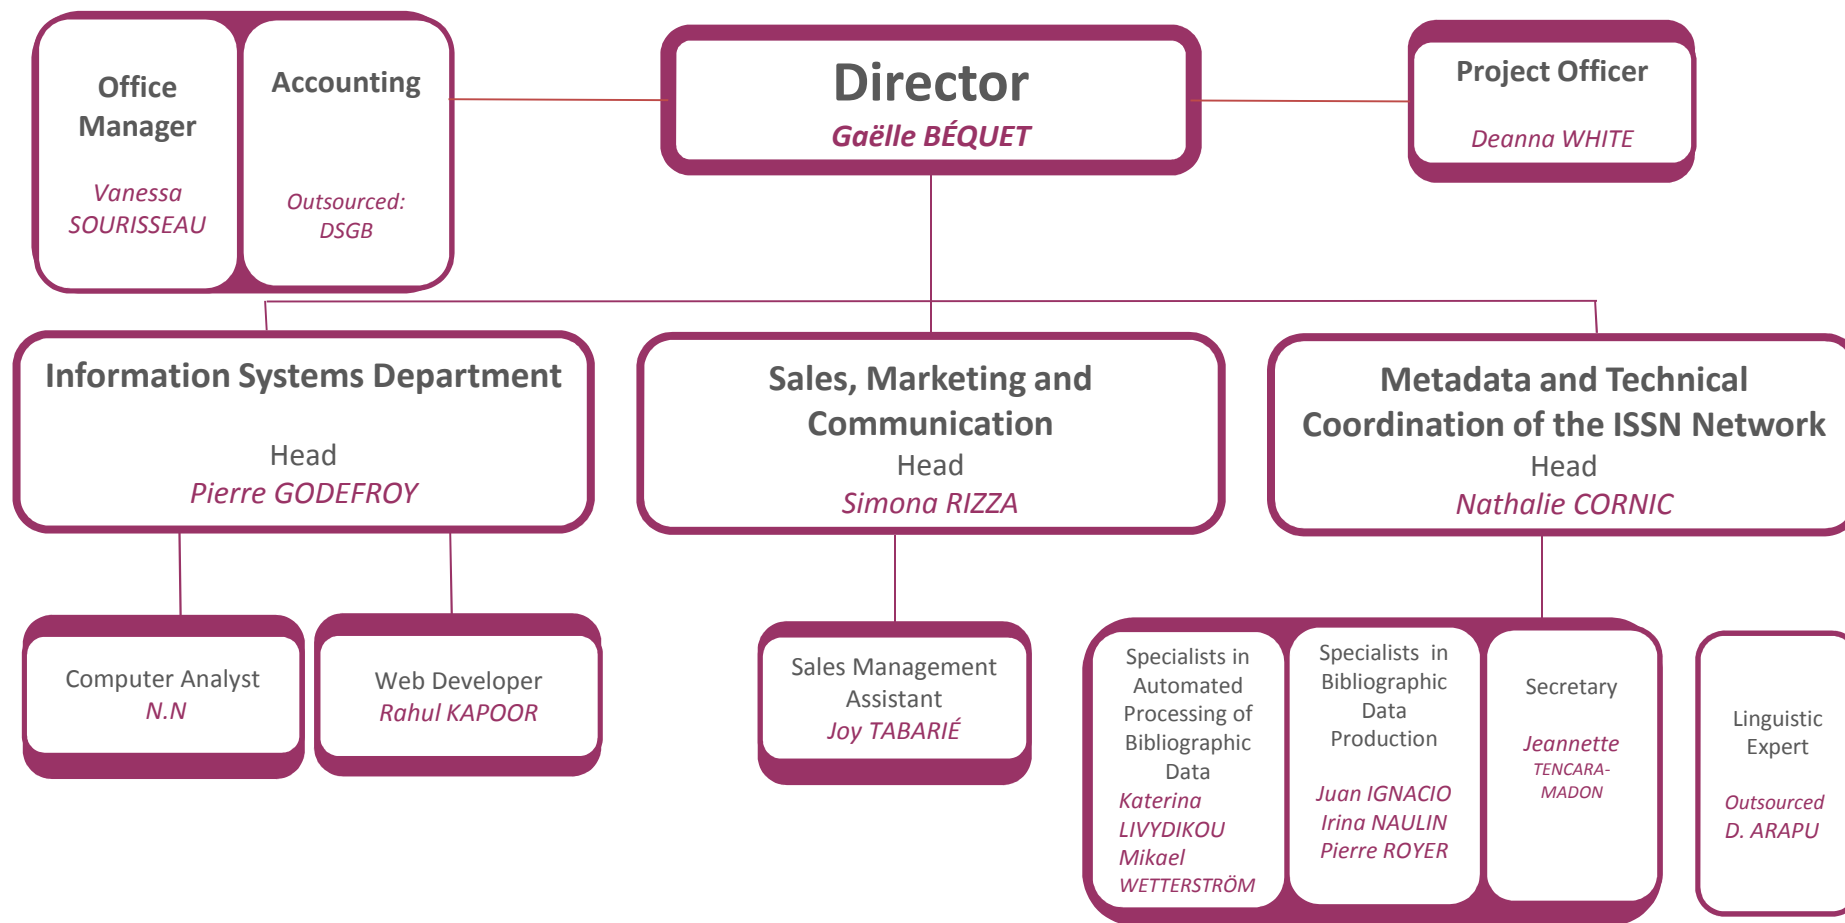 Office
Manager
Vanessa
SOURISSEAU
Accounting
Outsourced:
DSGB
Director
Gaëlle BÉQUET
Project Officer
Deanna WHITE
Information Systems Department
Head
Pierre GODEFROY
Sales, Marketing and
Communication
Head
Simona RIZZA
Metadata and Technical
Coordination of the ISSN Network
Head
Nathalie CORNIC
Computer Analyst
N.N
Web Developer
Rahul KAPOOR
Sales Management
Assistant
Joy TABARIÉ
Specialists in
Automated
Processing of
Bibliographic
Data
Katerina
LIVYDIKOU
Mikael
WETTERSTRÖM
Specialists in
Bibliographic
Data
Production
Juan IGNACIO
Irina NAULIN
Pierre ROYER
Secretary
Jeannette
TENCARA-
MADON
Linguistic
Expert
Outsourced
D. ARAPU